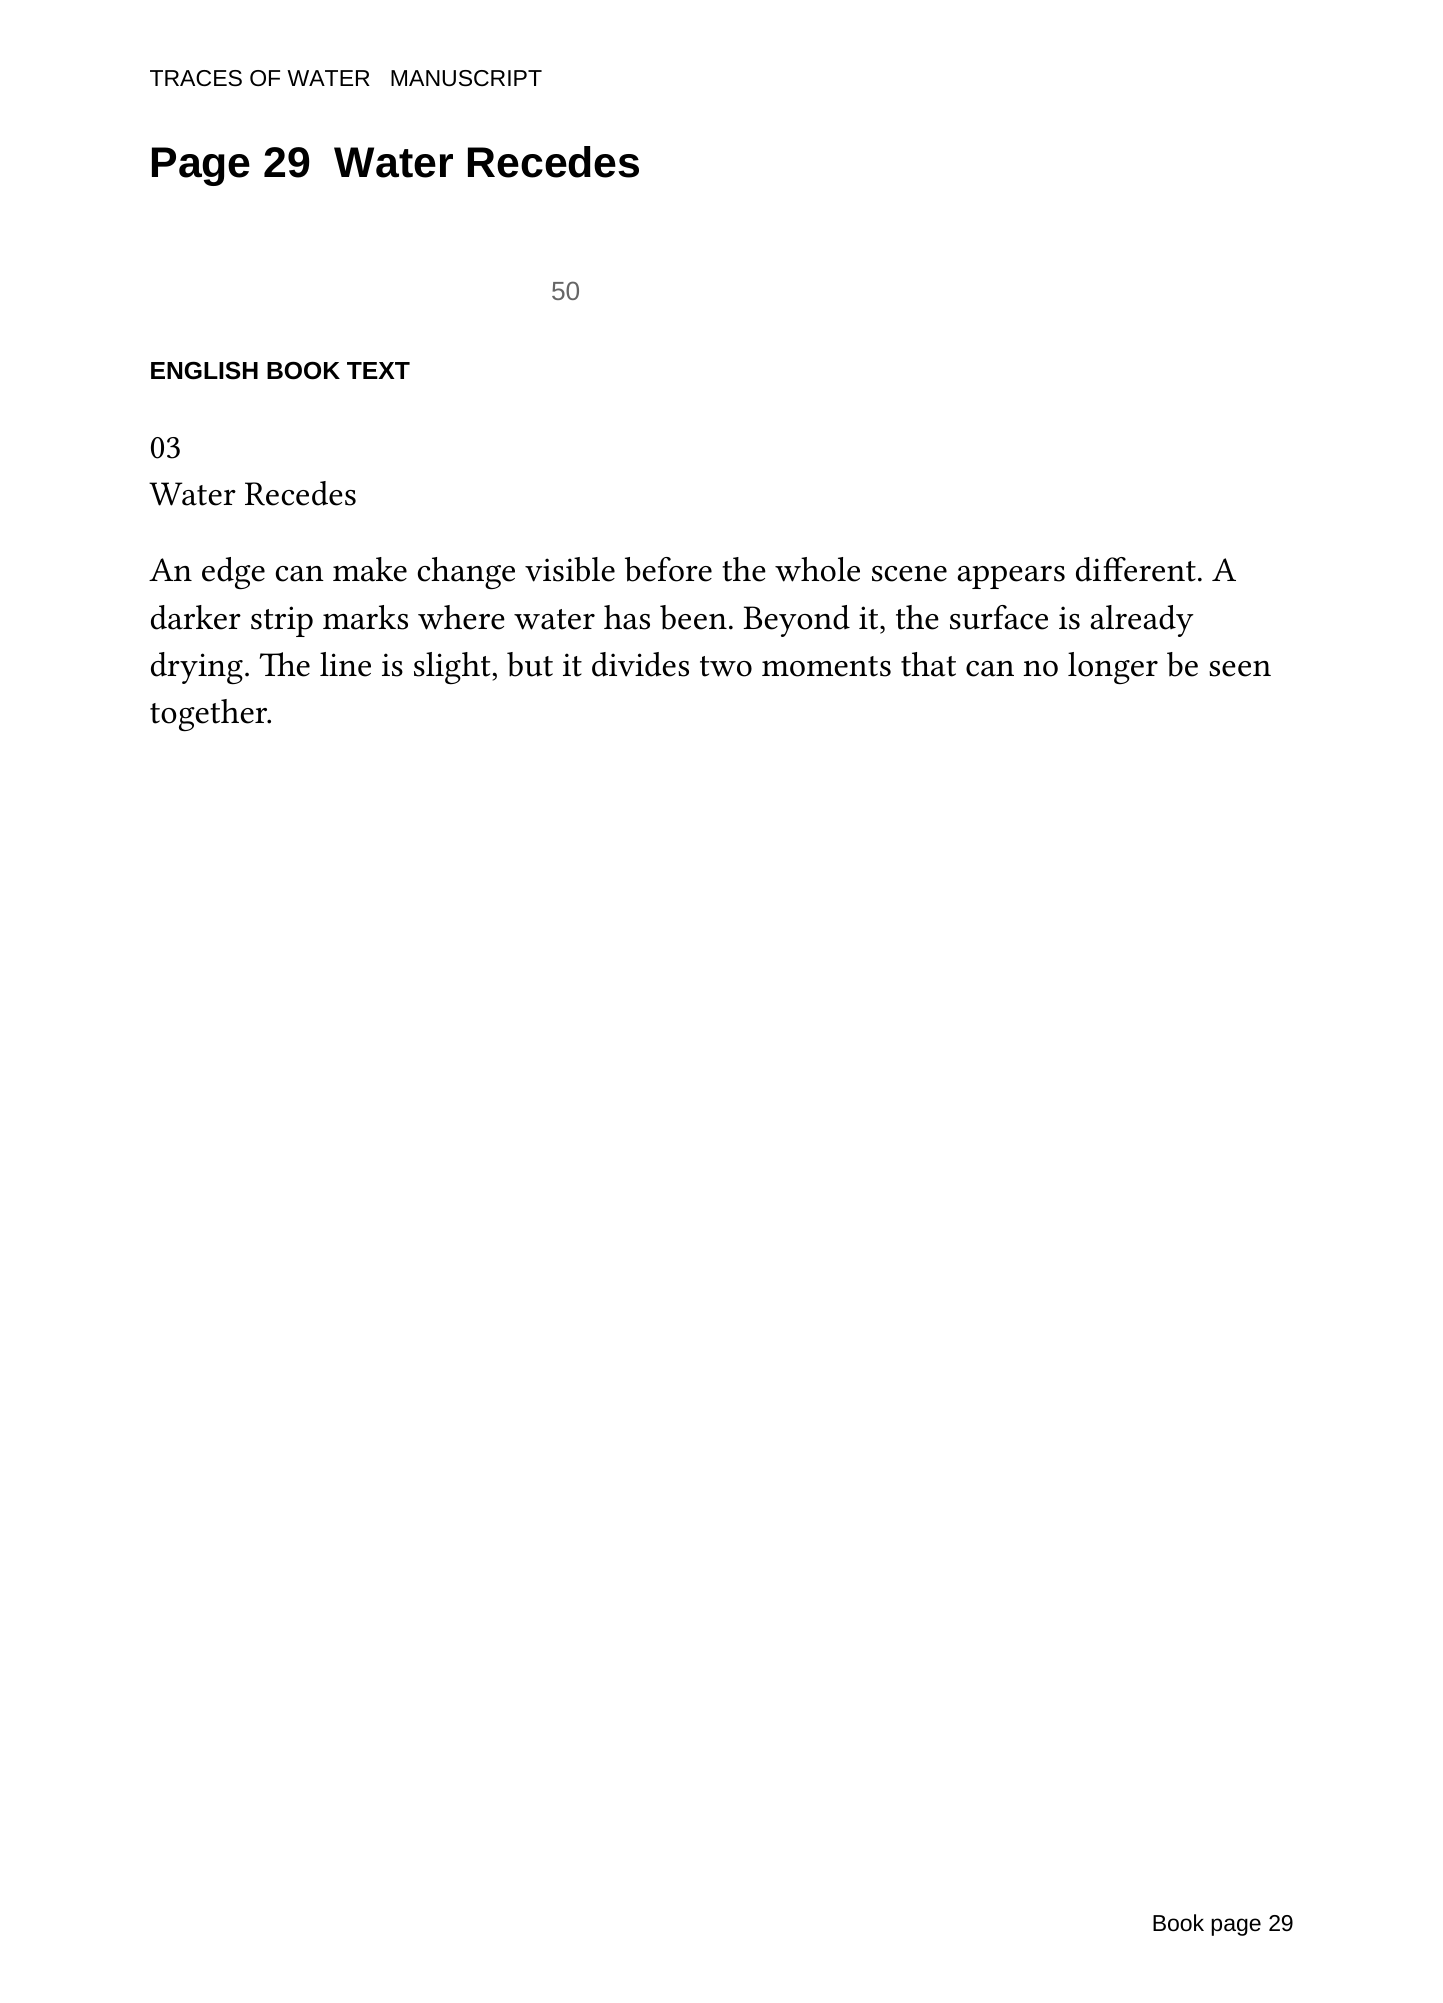 TRACES OF WATER   MANUSCRIPT
Page 29  Water Recedes
50
ENGLISH BOOK TEXT
03
Water Recedes
An edge can make change visible before the whole scene appears different. A
darker strip marks where water has been. Beyond it, the surface is already
drying. The line is slight, but it divides two moments that can no longer be seen
together.
Book page 29